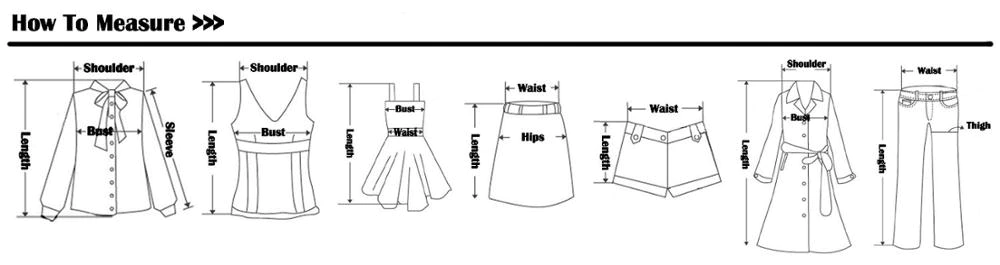 How To Measure >>>
Shoulder
Length
Bust
Sleeve
Shoulder
Length
Bust
Length
Bust
Waist
Waist
Length
Hips
Waist
Length
Shoulder
Length
Bust
Waist
Length
Thigh